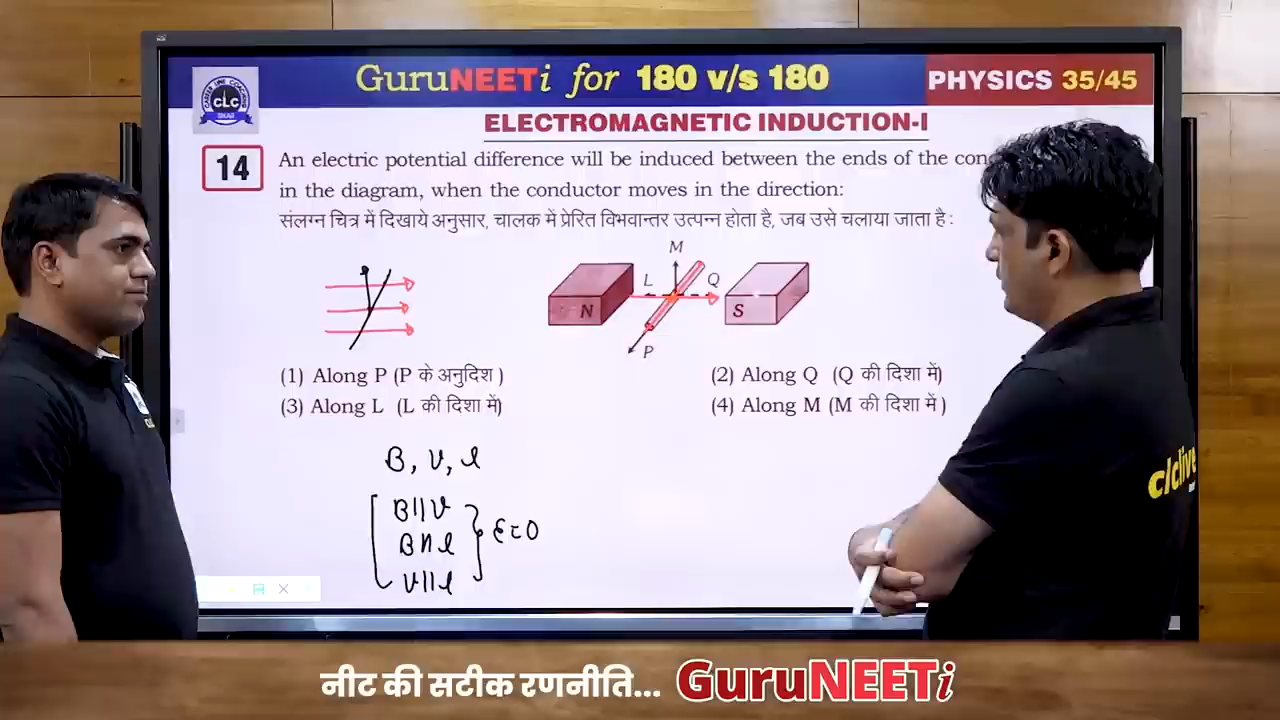 GuruNEETi for 180 v/s 180
PHYSICS 35/45
CLC
SIKAR
ELECTROMAGNETIC INDUCTION-I
14
An electric potential difference will be induced between the ends of the
in the diagram, when the conductor moves in the direction:
संलग्न चित्र में दिखाये अनुसार, चालक में प्रेरित विभवान्तर उत्पन्न होता है, जब उसे चलाया जाता है :
M
L
Q
N
S
P
(1) Along P (P के अनुदिश )
(2) Along Q (Q की दिशा में)
(3) Along L (L की दिशा में)
(4) Along M (M की दिशा में )
B, v, l
B||v
B||l
v||l
ε=0
clclive
नीट की सटीक रणनीति...
GuruNEETi